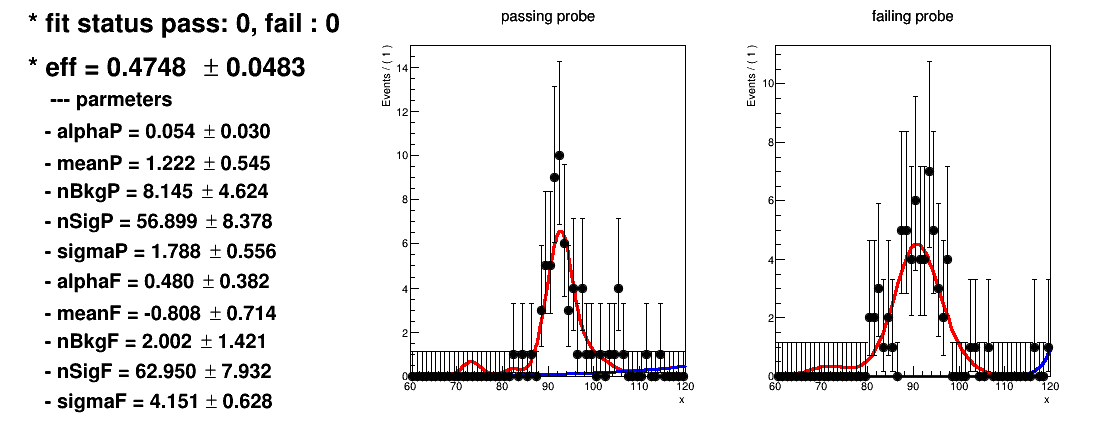 * fit status pass: 0, fail : 0
* eff = 0.4748 ± 0.0483
--- parmeters
- alphaP = 0.054 ± 0.030
- meanP = 1.222 ± 0.545
- nBkgP = 8.145 ± 4.624
- nSigP = 56.899 ± 8.378
- sigmaP = 1.788 ± 0.556
- alphaF = 0.480 ± 0.382
- meanF = -0.808 ± 0.714
- nBkgF = 2.002 ± 1.421
- nSigF = 62.950 ± 7.932
- sigmaF = 4.151 ± 0.628
passing probe
Events / ( 1 )
14
12
10
8
6
4
2
0
60 70 80 90 100 110 120
x
failing probe
Events / ( 1 )
10
8
6
4
2
0
60 70 80 90 100 110 120
x